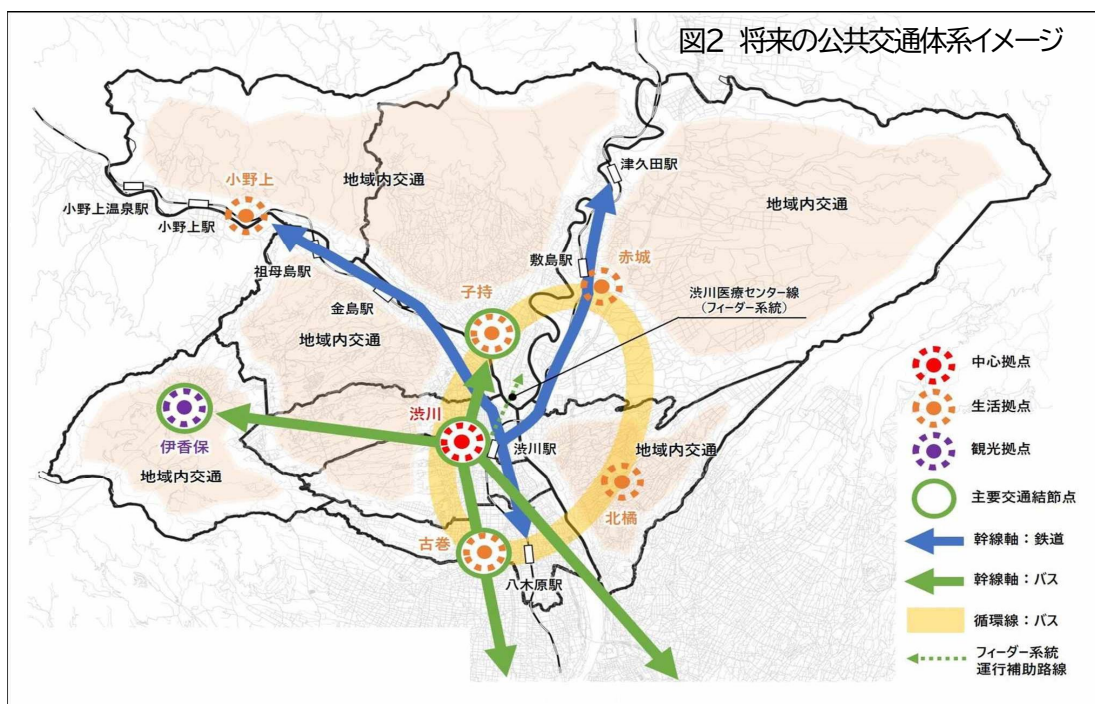 図2 将来の公共交通体系イメージ
津久田駅
小野上
地域内交通
地域内交通
小野上温泉駅
小野上駅
敷島駅
赤城
祖母島駅
子持
渋川医療センター線
(フィーダー系統)
金島駅
地域内交通
中心拠点
渋川
生活拠点
伊香保
渋川駅
地域内交通
観光拠点
地域内交通
北橘
主要交通結節点
古巻
幹線軸：鉄道
八木原駅
幹線軸：バス
循環線：バス
フィーダー系統
運行補助路線